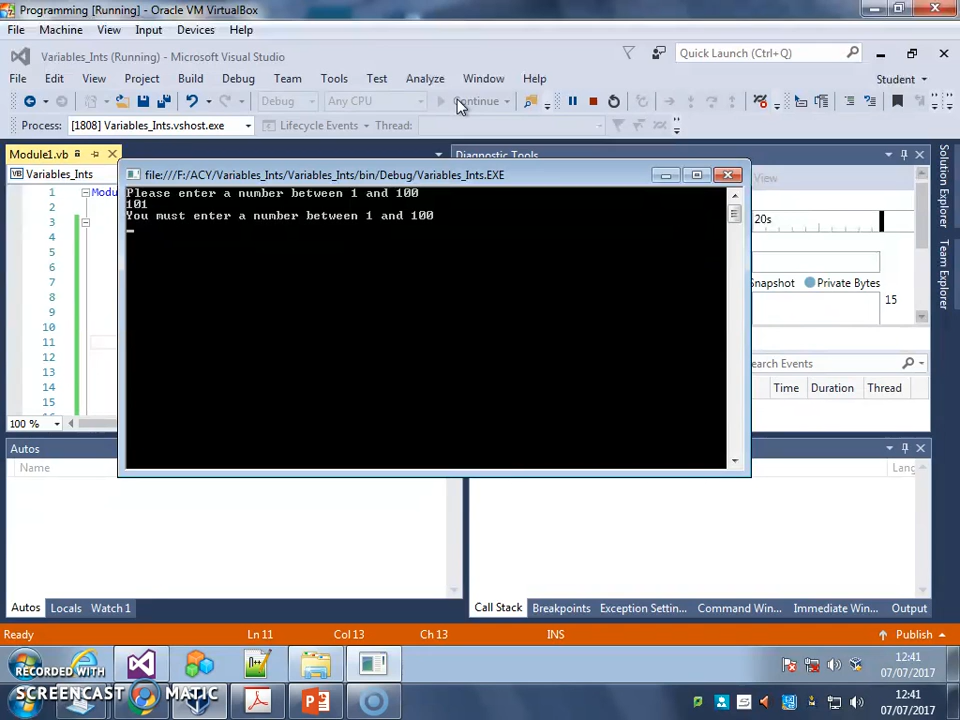 Programming [Running] - Oracle VM VirtualBox
File Machine View Input Devices Help
Variables_Ints (Running) - Microsoft Visual Studio
Quick Launch (Ctrl+Q)
File Edit View Project Build Debug Team Tools Test Analyze Window Help
Student
Debug Any CPU Continue
Process: [1808] Variables_Ints.vshost.exe Lifecycle Events Thread:
Module1.vb
Diagnostic Tools
Variables_Ints
View
file:///F:/ACY/Variables_Ints/Variables_Ints/bin/Debug/Variables_Ints.EXE
Please enter a number between 1 and 100
101
You must enter a number between 1 and 100
1
2
3
4
5
6
7
8
9
10
11
12
13
14
15
Modu
20s
Snapshot Private Bytes
15
earch Events
Time Duration Thread
Solution Explorer
Team Explorer
100 %
Autos
Name
Lang
Autos Locals Watch 1
Call Stack Breakpoints Exception Settin... Command Win... Immediate Win... Output
Ready Ln 11 Col 13 Ch 13 INS Publish
RECORDED WITH
SCREENCAST MATIC
12:41
07/07/2017
12:41
07/07/2017